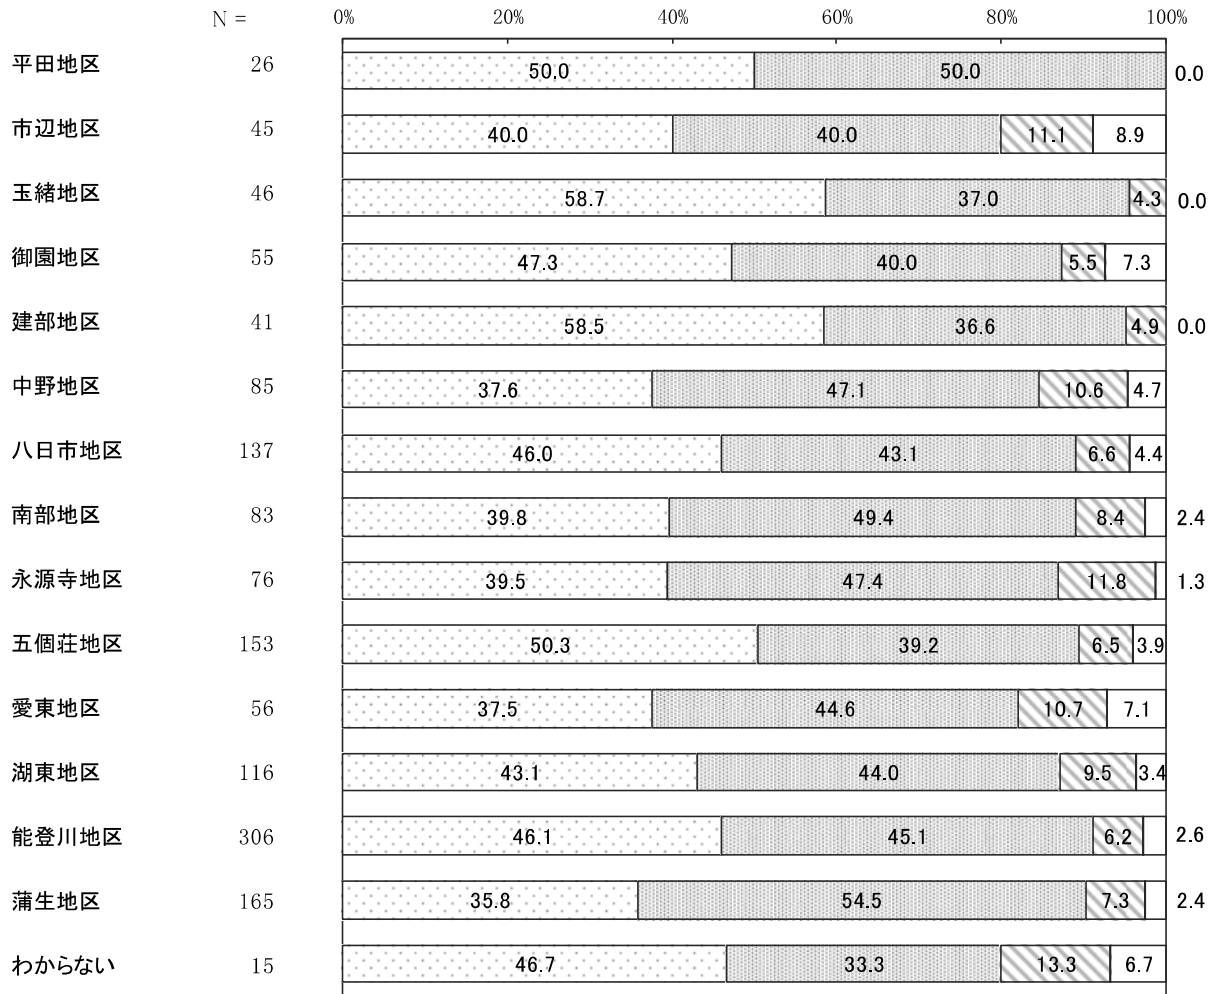 N = 0% 20% 40% 60% 80% 100%
平田地区 26 50.0 50.0 0.0
市辺地区 45 40.0 40.0 11.1 8.9
玉緒地区 46 58.7 37.0 4.3 0.0
御園地区 55 47.3 40.0 5.5 7.3
建部地区 41 58.5 36.6 4.9 0.0
中野地区 85 37.6 47.1 10.6 4.7
八日市地区 137 46.0 43.1 6.6 4.4
南部地区 83 39.8 49.4 8.4 2.4
永源寺地区 76 39.5 47.4 11.8 1.3
五個荘地区 153 50.3 39.2 6.5 3.9
愛東地区 56 37.5 44.6 10.7 7.1
湖東地区 116 43.1 44.0 9.5 3.4
能登川地区 306 46.1 45.1 6.2 2.6
蒲生地区 165 35.8 54.5 7.3 2.4
わからない 15 46.7 33.3 13.3 6.7